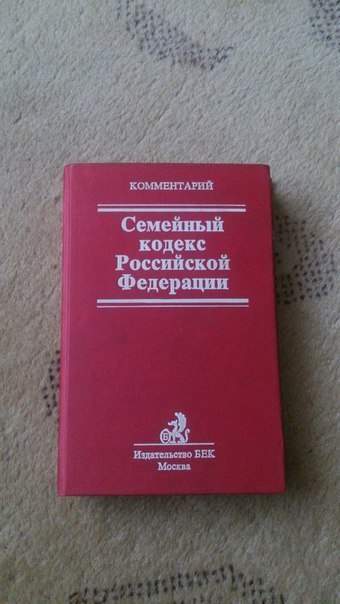 КОММЕНТАРИЙ
Семейный
кодекс
Российской
Федерации
Б
Издательство БЕК
Москва